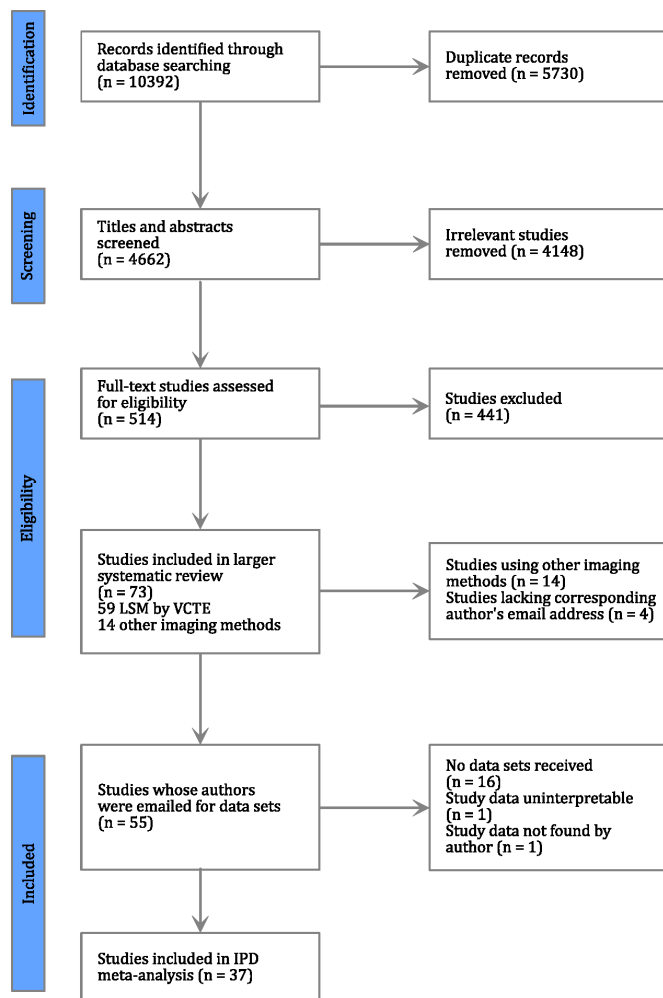 Identification
Records identified through
database searching
(n = 10392)
Duplicate records
removed (n = 5730)
Screening
Titles and abstracts
screened
(n = 4662)
Irrelevant studies
removed (n = 4148)
Eligibility
Full-text studies assessed
for eligibility
(n = 514)
Studies excluded
(n = 441)
Studies included in larger
systematic review
(n = 73)
59 LSM by VCTE
14 other imaging methods
Studies using other imaging
methods (n = 14)
Studies lacking corresponding
author's email address (n = 4)
Included
Studies whose authors
were emailed for data sets
(n = 55)
No data sets received
(n = 16)
Study data uninterpretable
(n = 1)
Study data not found by
author (n = 1)
Studies included in IPD
meta-analysis (n = 37)